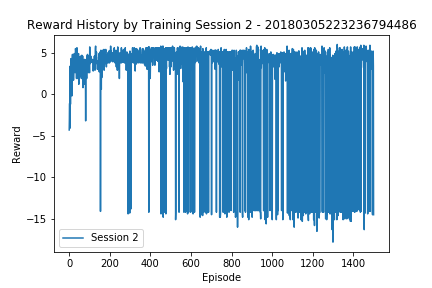 Reward History by Training Session 2 - 20180305223236794486
5
0
−5
−10
−15
Reward
Session 2
0 200 400 600 800 1000 1200 1400
Episode